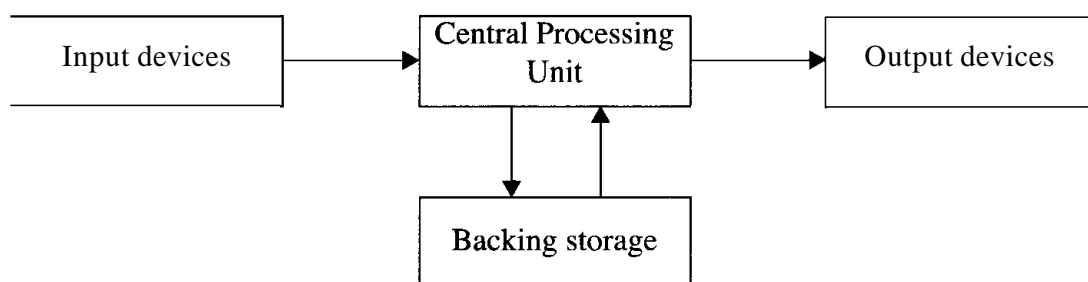 Input devices
Central Processing
Unit
Output devices
Backing storage